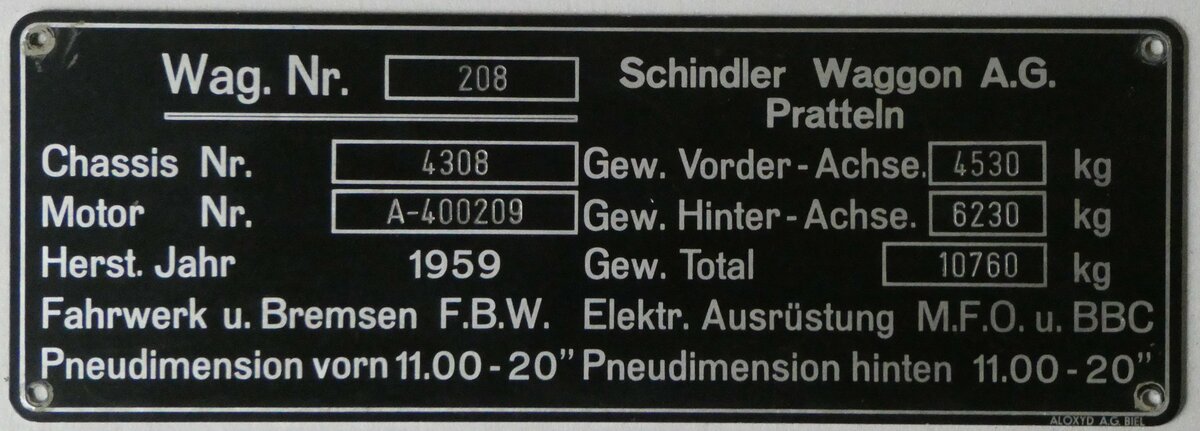 Wag. Nr. 208 Schindler Waggon A.G.
Pratteln
Chassis Nr. 4308 Gew. Vorder-Achse. 4530 kg
Motor Nr. A-400209 Gew. Hinter-Achse. 6230 kg
Herst. Jahr 1959 Gew. Total 10760 kg
Fahrwerk u. Bremsen F.B.W. Elektr. Ausrüstung M.F.O. u. BBC
Pneudimension vorn 11.00-20" Pneudimension hinten 11.00-20"
ALOXYD A.G. BIEL